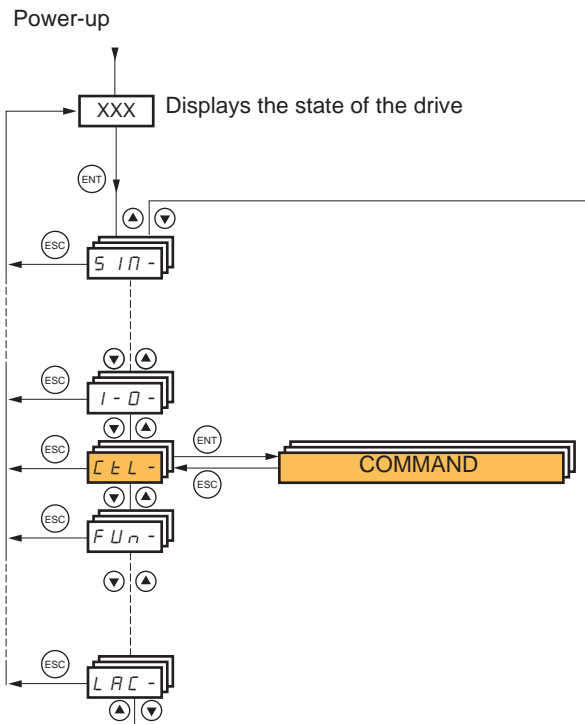 Power-up
XXX Displays the state of the drive
ENT
ESC
SIM-
ESC
I-O-
ESC
CtL-
ENT
ESC
COMMAND
ESC
FUn-
ESC
LAC-